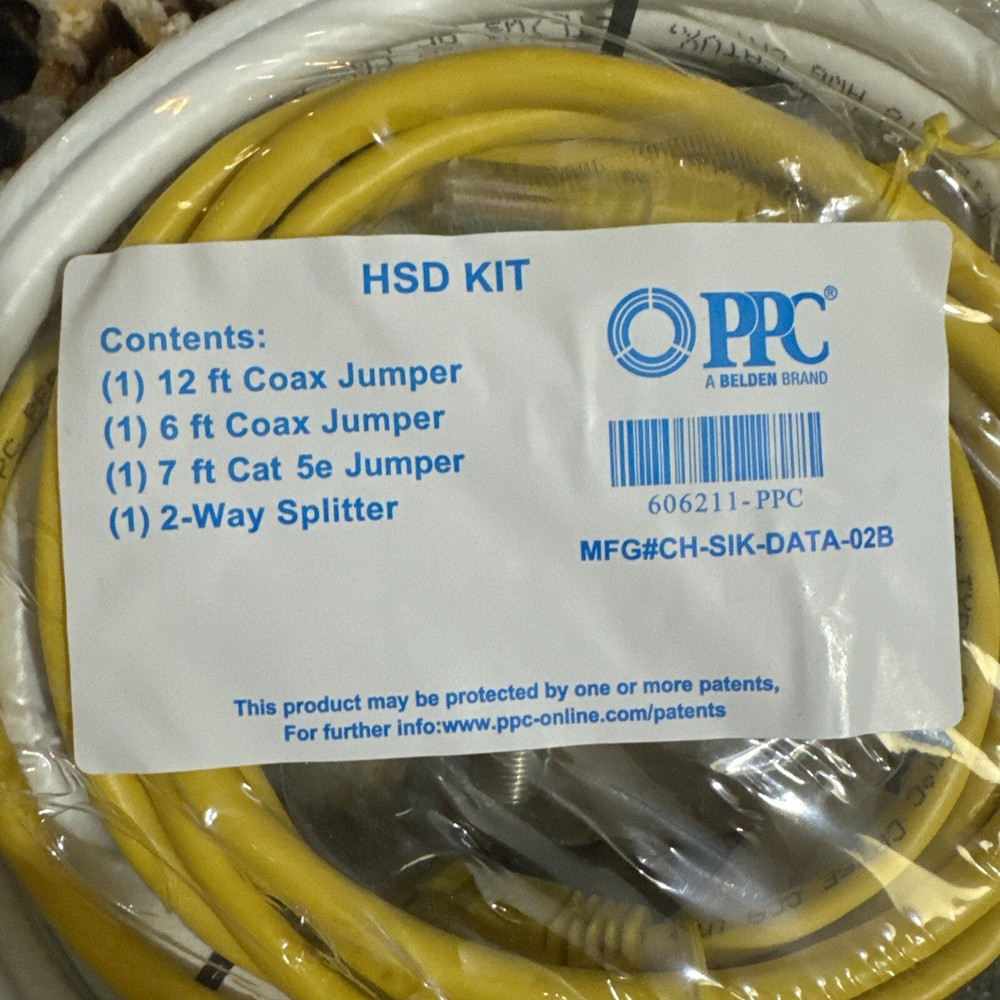 HSD KIT
Contents:
(1) 12 ft Coax Jumper
(1) 6 ft Coax Jumper
(1) 7 ft Cat 5e Jumper
(1) 2-Way Splitter
PPC®
A BELDEN BRAND
606211-PPC
MFG#CH-SIK-DATA-02B
This product may be protected by one or more patents,
For further info:www.ppc-online.com/patents